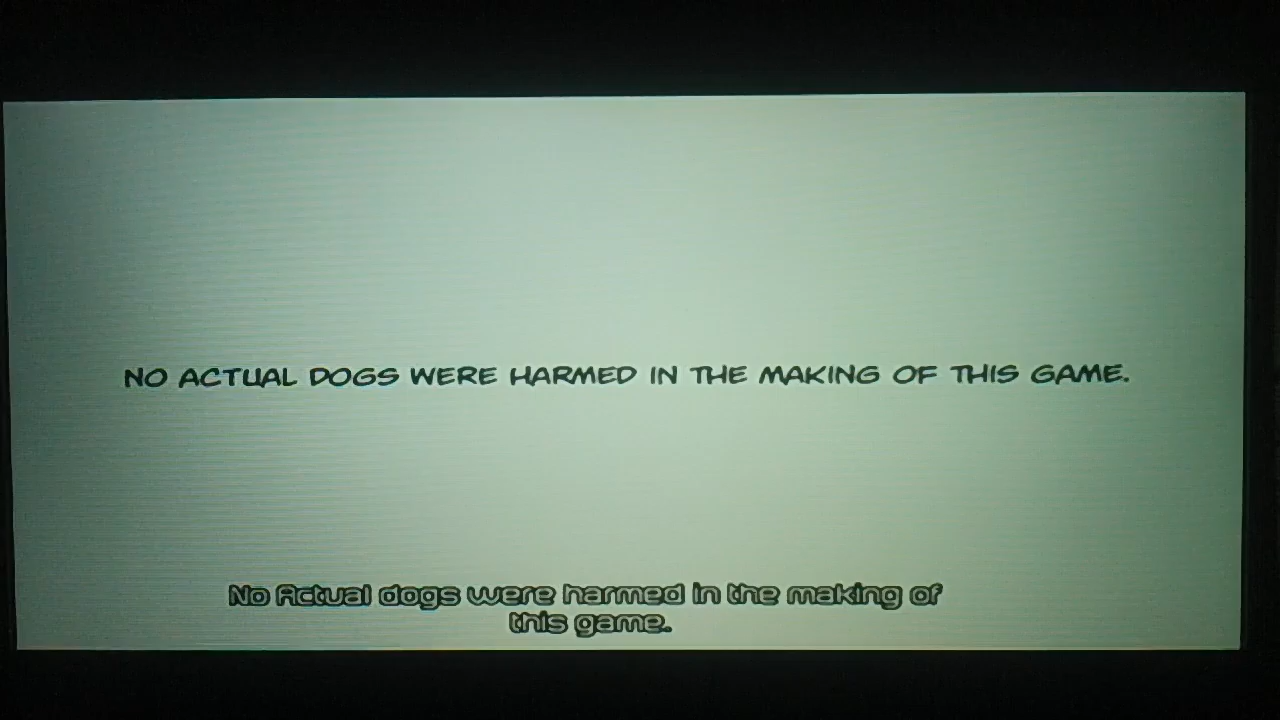 NO ACTUAL DOGS WERE HARMED IN THE MAKING OF THIS GAME.
No Actual dogs were harmed in the making of
this game.